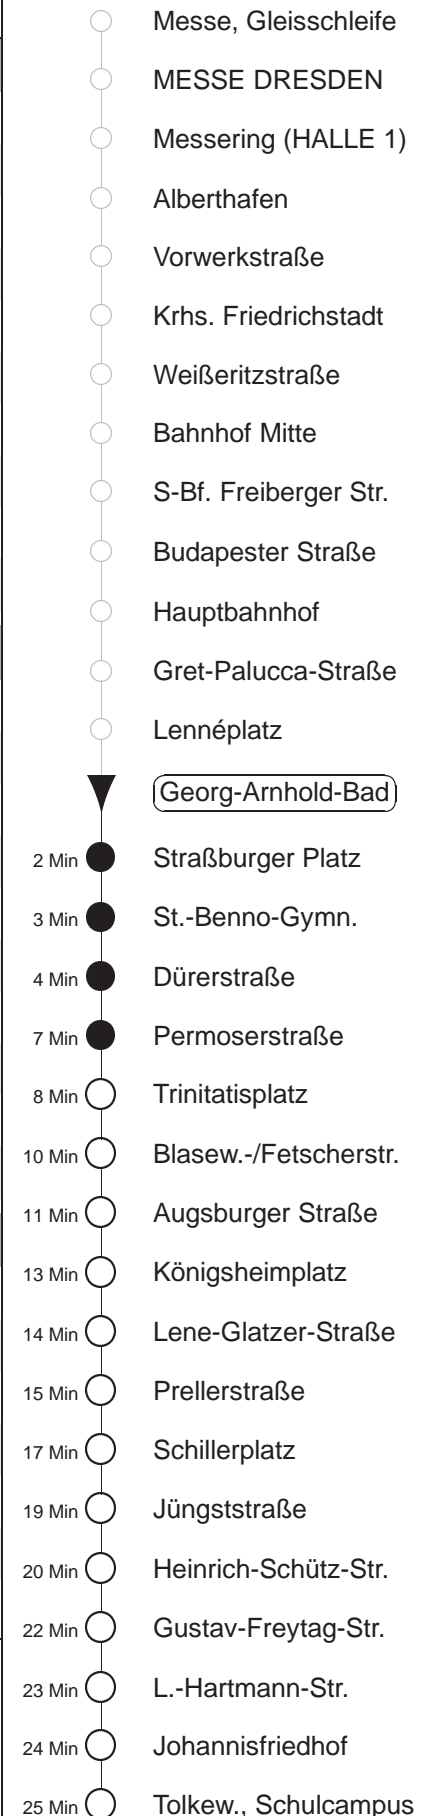 Messe, Gleisschleife
MESSE DRESDEN
Messering (HALLE 1)
Alberthafen
Vorwerkstraße
Krhs. Friedrichstadt
Weißeritzstraße
Bahnhof Mitte
S-Bf. Freiberger Str.
Budapester Straße
Hauptbahnhof
Gret-Palucca-Straße
Lennéplatz
Georg-Arnhold-Bad
2 Min Straßburger Platz
3 Min St.-Benno-Gymn.
4 Min Dürerstraße
7 Min Permoserstraße
8 Min Trinitatisplatz
10 Min Blasew.-/Fetscherstr.
11 Min Augsburger Straße
13 Min Königsheimplatz
14 Min Lene-Glatzer-Straße
15 Min Prellerstraße
17 Min Schillerplatz
19 Min Jüngststraße
20 Min Heinrich-Schütz-Str.
22 Min Gustav-Freytag-Str.
23 Min L.-Hartmann-Str.
24 Min Johannisfriedhof
25 Min Tolkew., Schulcampus